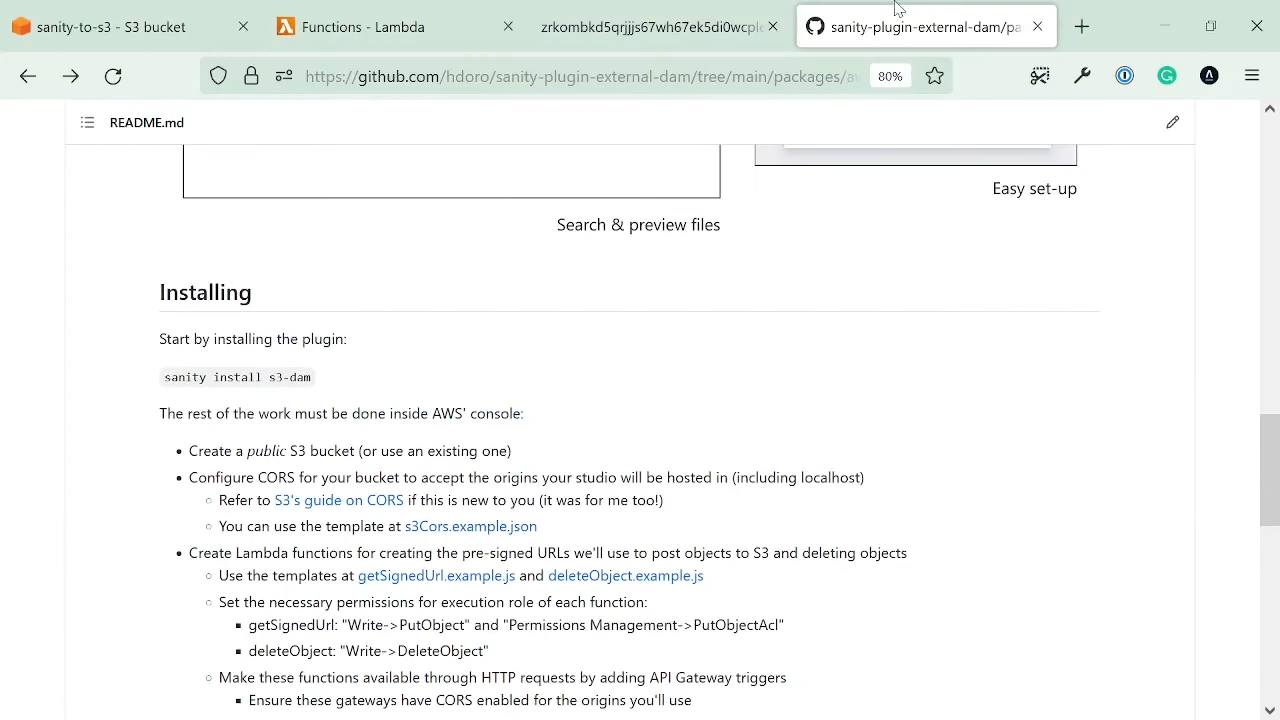 sanity-to-s3 - S3 bucket
Functions - Lambda
zrkombkd5qrjjjs67wh67ek5di0wcple
sanity-plugin-external-dam/pa
https://github.com/hdoro/sanity-plugin-external-dam/tree/main/packages/aw
80%
README.md
Easy set-up
Search & preview files
Installing
Start by installing the plugin:
sanity install s3-dam
The rest of the work must be done inside AWS' console:
Create a public S3 bucket (or use an existing one)
Configure CORS for your bucket to accept the origins your studio will be hosted in (including localhost)
Refer to S3's guide on CORS if this is new to you (it was for me too!)
You can use the template at s3Cors.example.json
Create Lambda functions for creating the pre-signed URLs we'll use to post objects to S3 and deleting objects
Use the templates at getSignedUrl.example.js and deleteObject.example.js
Set the necessary permissions for execution role of each function:
getSignedUrl: "Write->PutObject" and "Permissions Management->PutObjectAcl"
deleteObject: "Write->DeleteObject"
Make these functions available through HTTP requests by adding API Gateway triggers
Ensure these gateways have CORS enabled for the origins you'll use